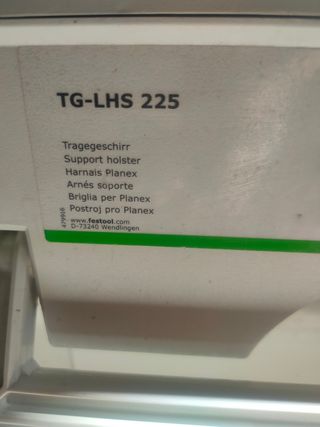 TG-LHS 225
Tragegeschirr
Support holster
Harnais Planex
Arnés soporte
Briglia per Planex
Postroj pro Planex
www.festool.com
D-73240 Wendlingen